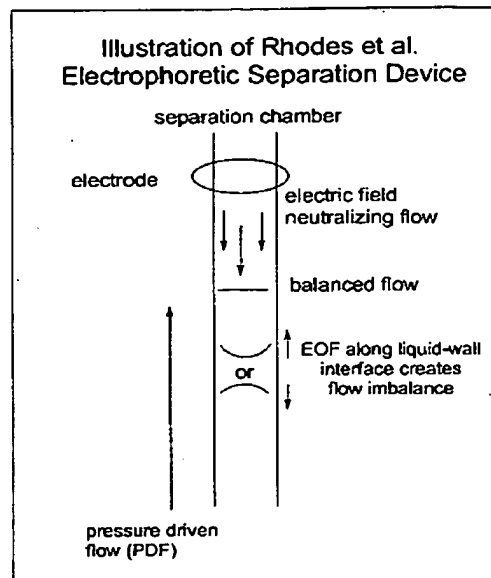 Illustration of Rhodes et al.
Electrophoretic Separation Device
separation chamber
electrode
electric field
neutralizing flow
balanced flow
EOF along liquid-wall
interface creates
flow imbalance
or
pressure driven
flow (PDF)